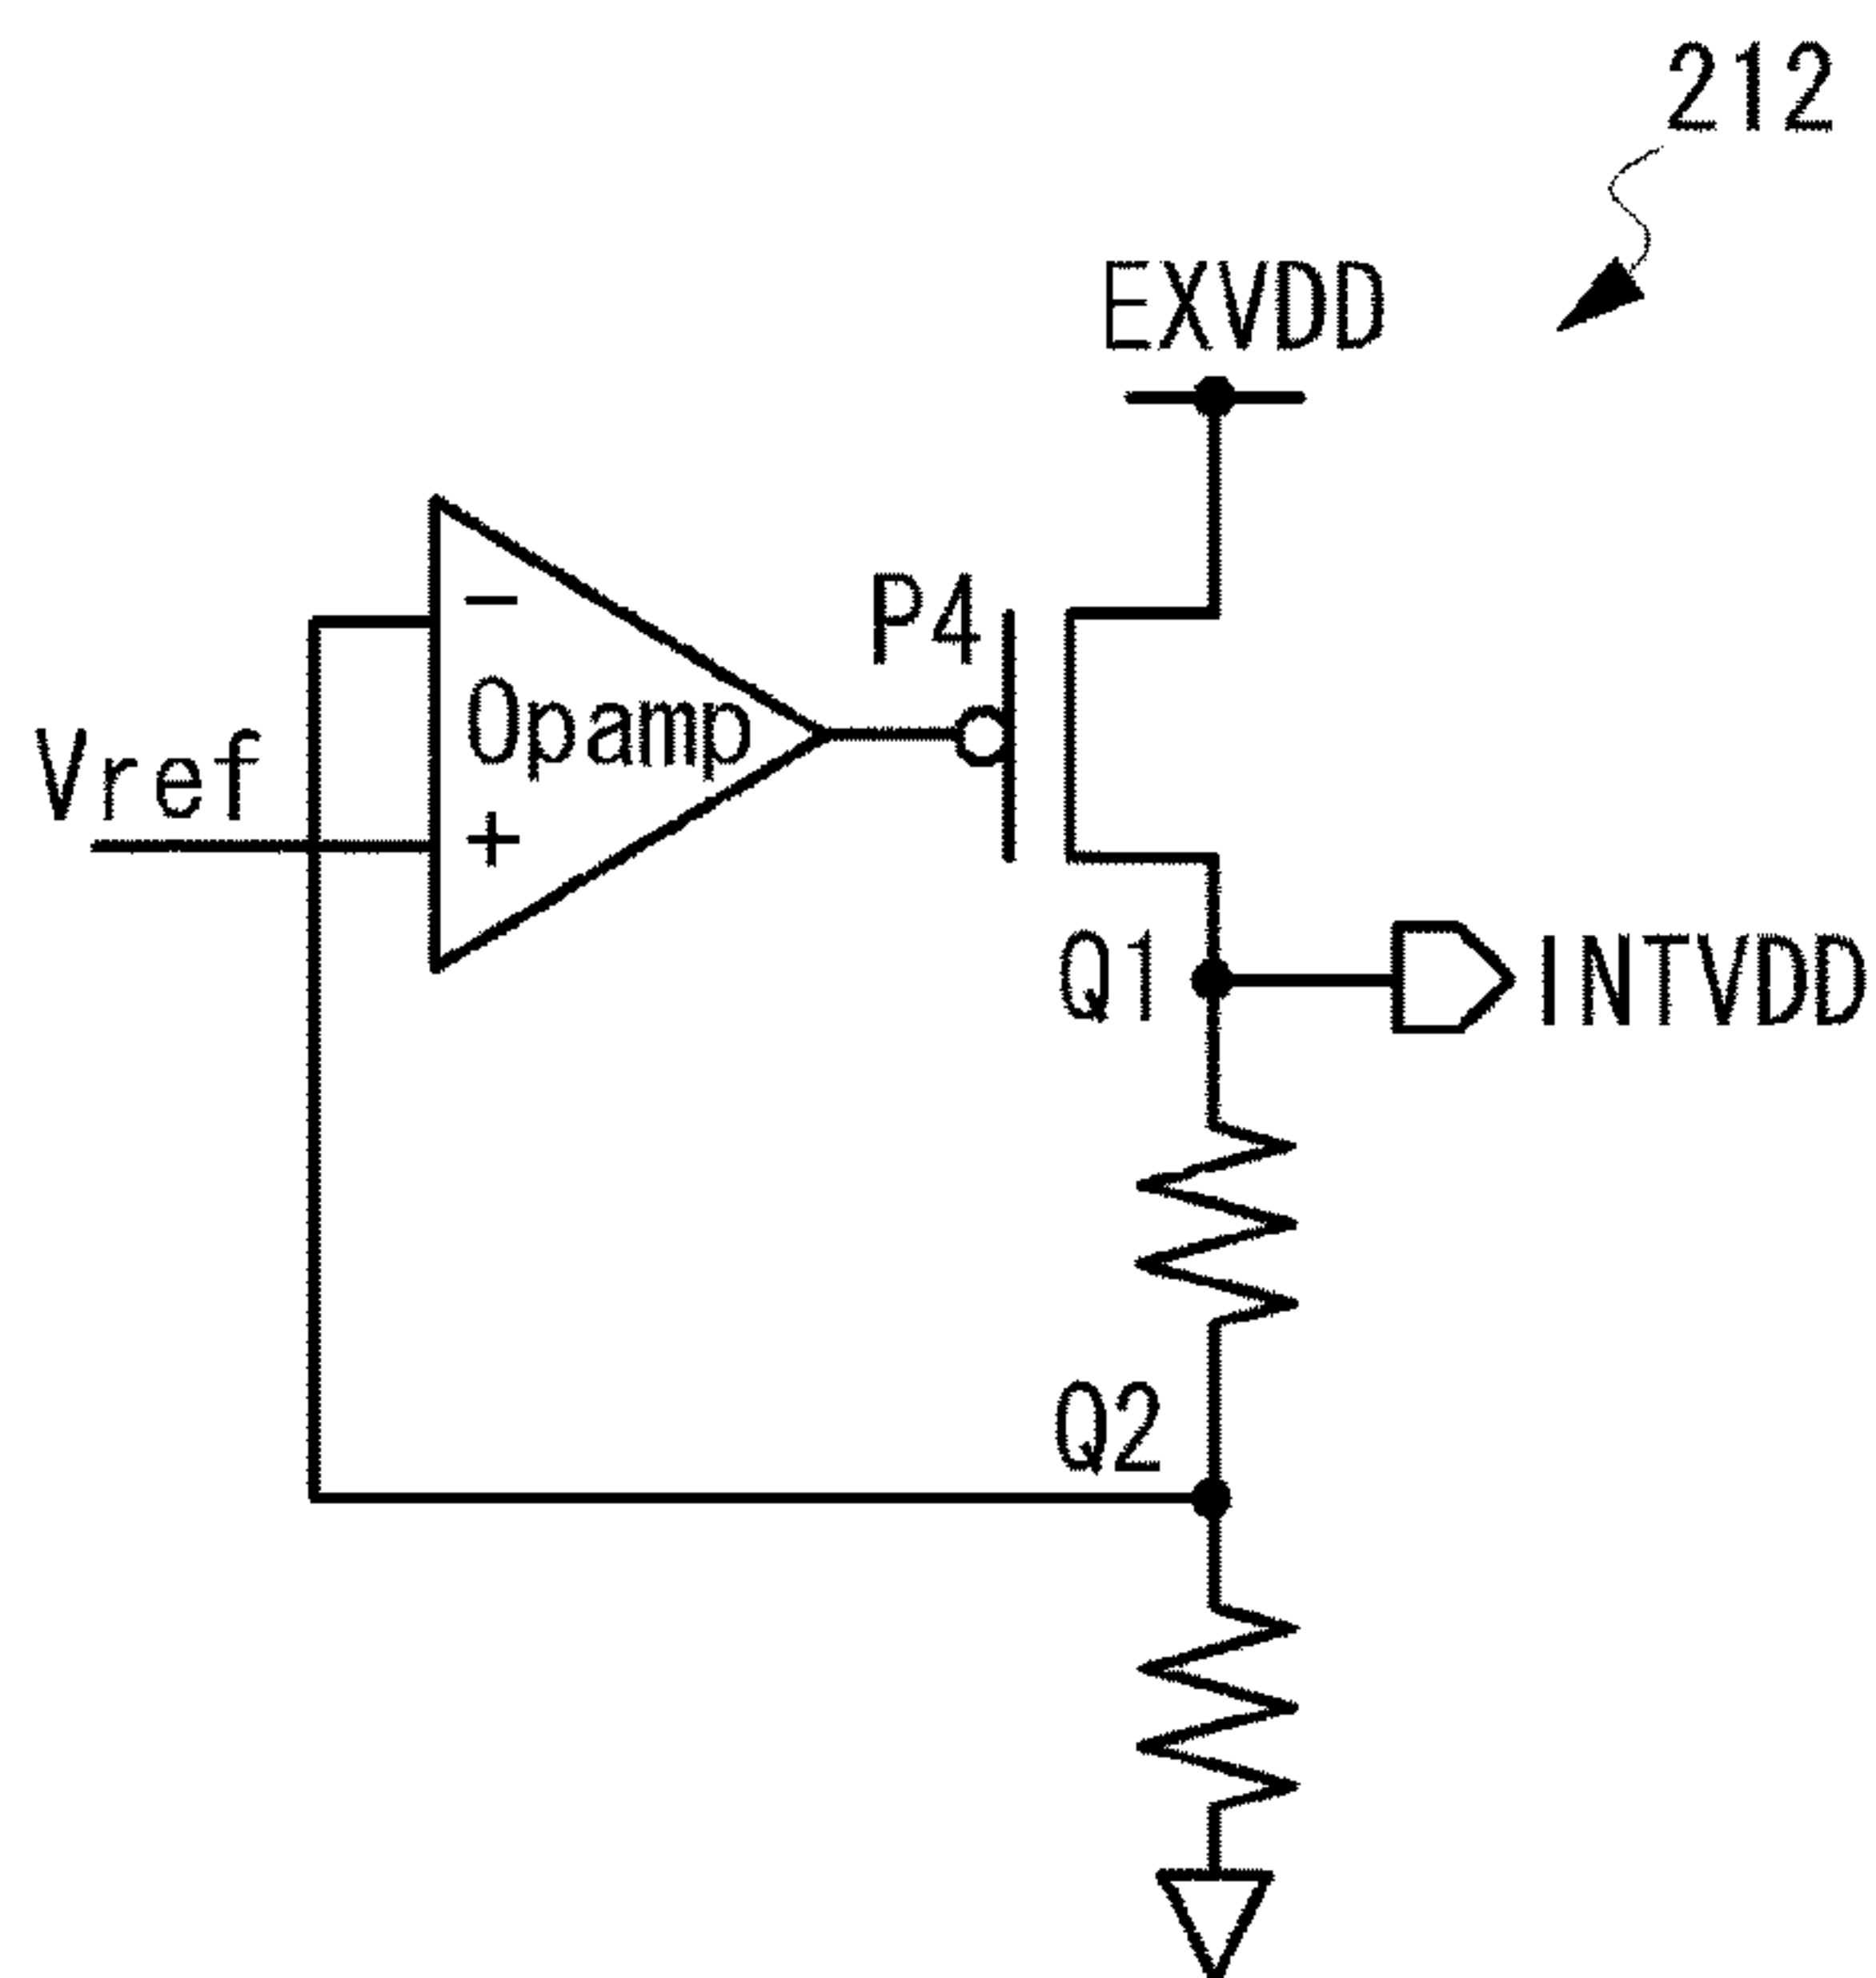 212
EXVDD
P4
−
Opamp
Vref
+
Q1
INTVDD
Q2